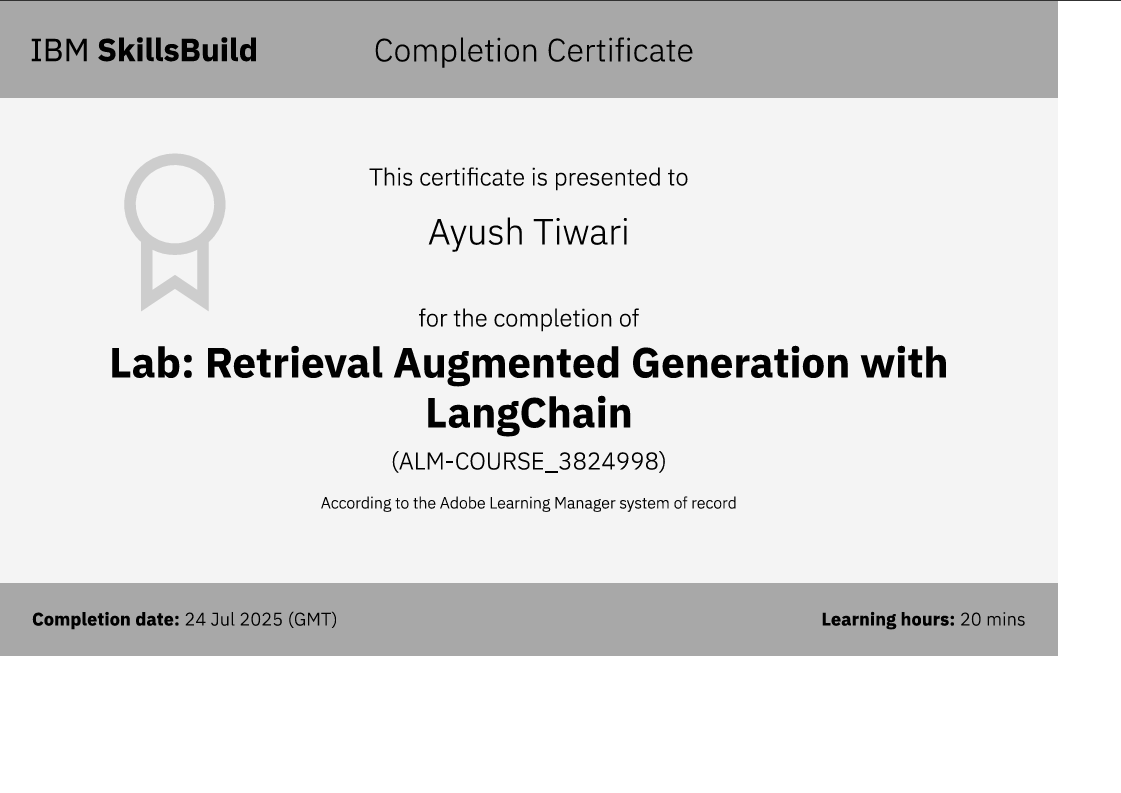 IBM SkillsBuild
Completion Certificate
This certificate is presented to
Ayush Tiwari
for the completion of
Lab: Retrieval Augmented Generation with
LangChain
(ALM-COURSE_3824998)
According to the Adobe Learning Manager system of record
Completion date: 24 Jul 2025 (GMT)
Learning hours: 20 mins